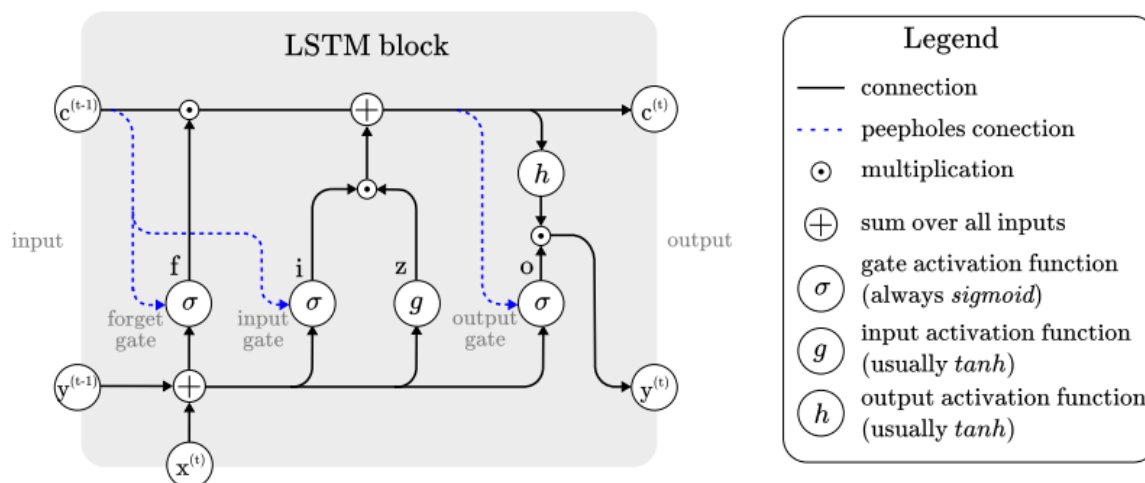 LSTM block
c⁽ᵗ⁻¹⁾
c⁽ᵗ⁾
h
input
output
f
i
z
o
σ
σ
g
σ
forget
gate
input
gate
output
gate
y⁽ᵗ⁻¹⁾
y⁽ᵗ⁾
x⁽ᵗ⁾
Legend
connection
peepholes conection
multiplication
sum over all inputs
σ
gate activation function
(always sigmoid)
g
input activation function
(usually tanh)
h
output activation function
(usually tanh)